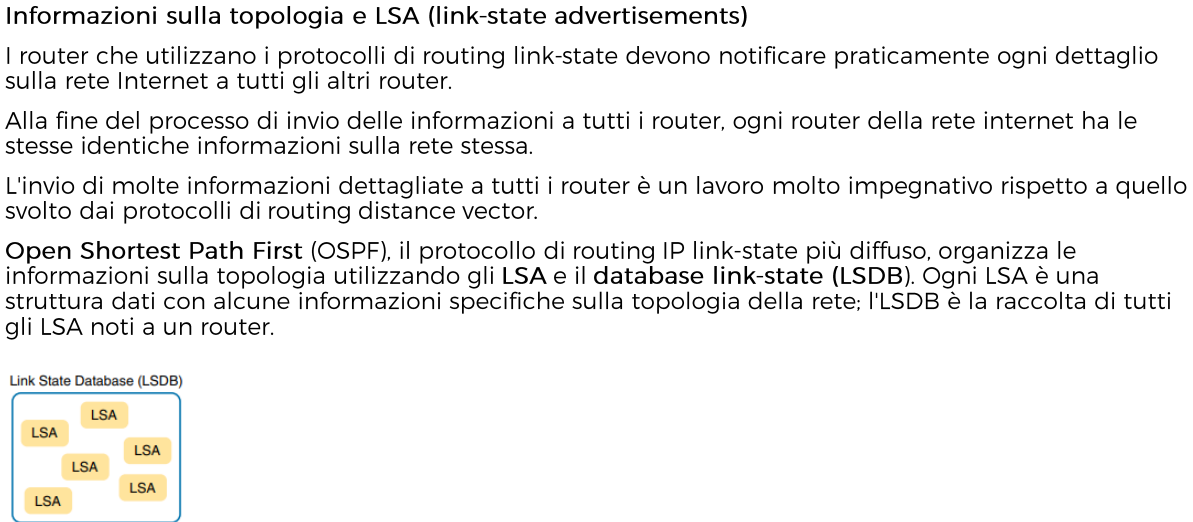 Informazioni sulla topologia e LSA (link-state advertisements)
I router che utilizzano i protocolli di routing link-state devono notificare praticamente ogni dettaglio
sulla rete Internet a tutti gli altri router.
Alla fine del processo di invio delle informazioni a tutti i router, ogni router della rete internet ha le
stesse identiche informazioni sulla rete stessa.
L'invio di molte informazioni dettagliate a tutti i router è un lavoro molto impegnativo rispetto a quello
svolto dai protocolli di routing distance vector.
Open Shortest Path First (OSPF), il protocollo di routing IP link-state più diffuso, organizza le
informazioni sulla topologia utilizzando gli LSA e il database link-state (LSDB). Ogni LSA è una
struttura dati con alcune informazioni specifiche sulla topologia della rete; l'LSDB è la raccolta di tutti
gli LSA noti a un router.
Link State Database (LSDB)
LSA
LSA
LSA
LSA
LSA
LSA